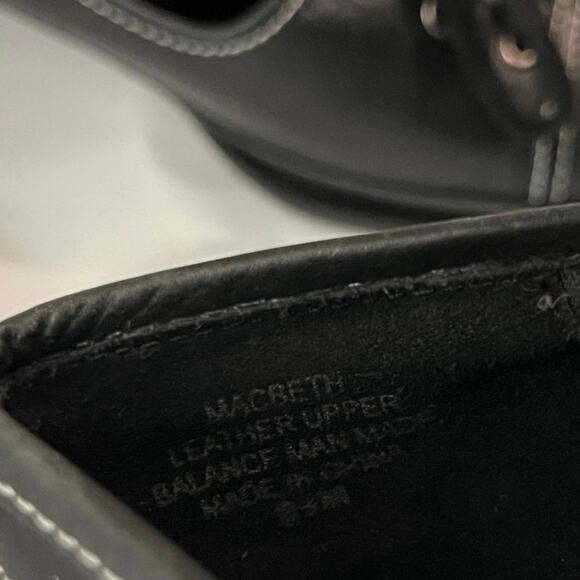 MACBETH
LEATHER UPPER
BALANCE MAN MADE
MADE IN CHINA